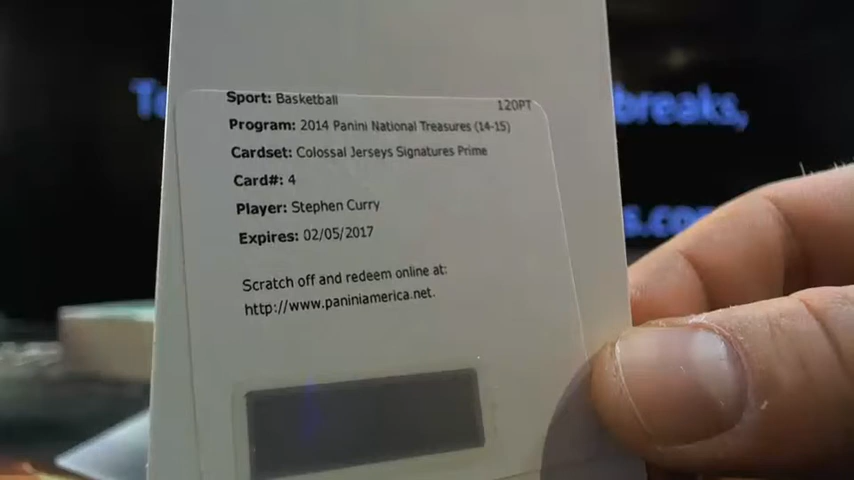 Sport: Basketball
120PT
Program: 2014 Panini National Treasures (14-15)
Cardset: Colossal Jerseys Signatures Prime
Card#: 4
Player: Stephen Curry
Expires: 02/05/2017
Scratch off and redeem online at:
http://www.paniniamerica.net.